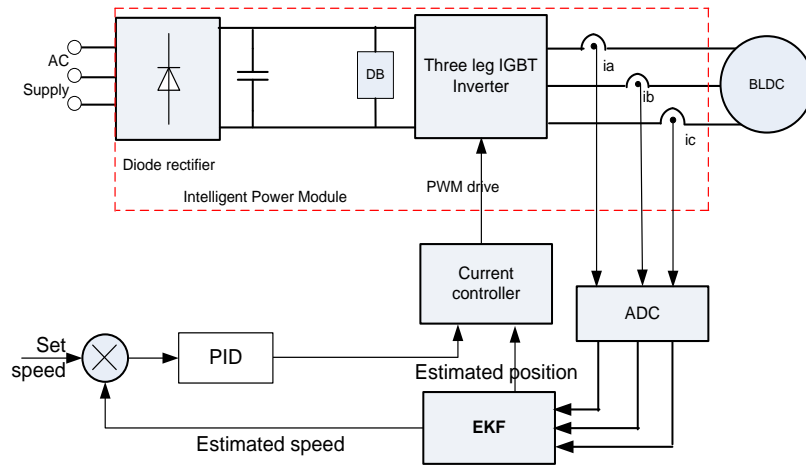 AC
Supply
DB
Three leg IGBT
Inverter
ia
ib
ic
BLDC
Diode rectifier
Intelligent Power Module
PWM drive
Current
controller
ADC
Set
speed
PID
Estimated position
EKF
Estimated speed